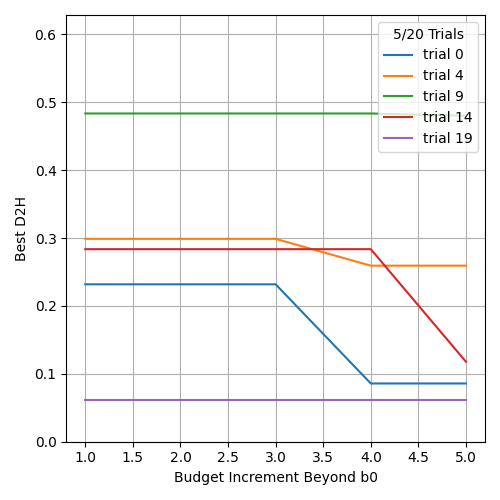 5/20 Trials
trial 0
trial 4
trial 9
trial 14
trial 19
Best D2H
0.6
0.5
0.4
0.3
0.2
0.1
0.0
1.0 1.5 2.0 2.5 3.0 3.5 4.0 4.5 5.0
Budget Increment Beyond b0